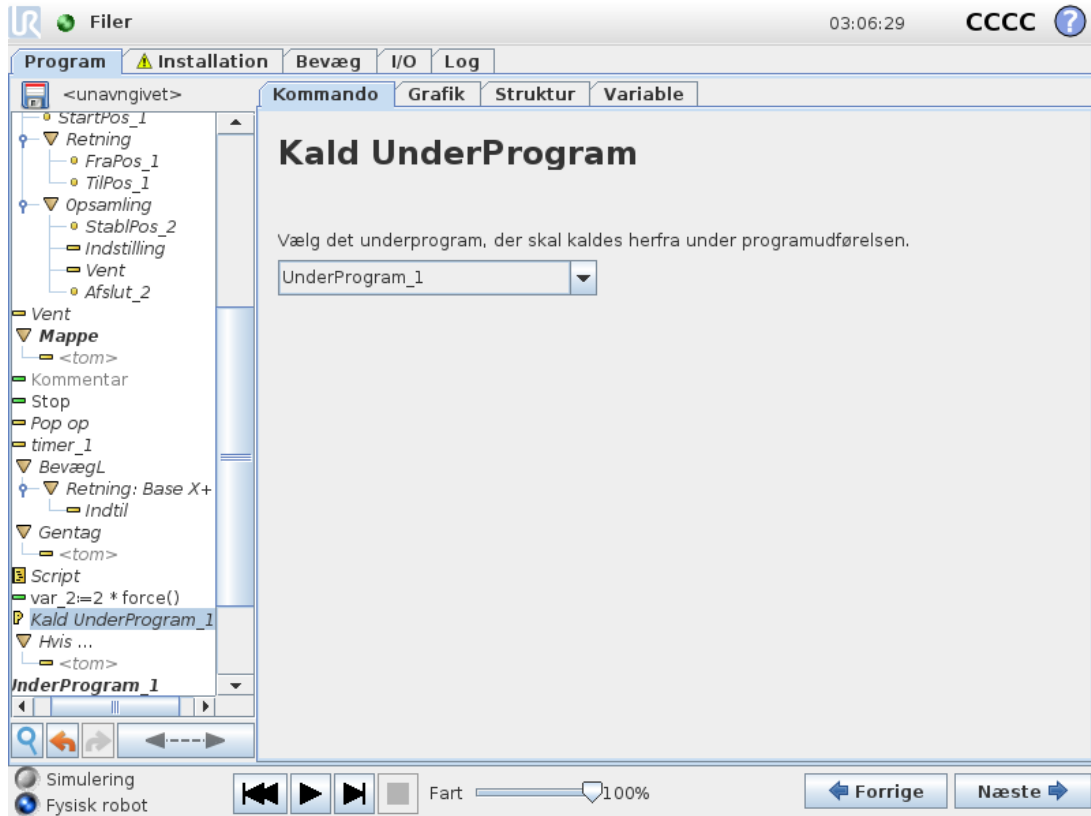 UR Filer 03:06:29 CCCC ?
Program Installation Bevæg I/O Log
<unavngivet>
Kommando Grafik Struktur Variable
StartPos_1
Retning
FraPos_1
TilPos_1
Opsamling
StablPos_2
Indstilling
Vent
Afslut_2
Vent
Mappe
<tom>
Kommentar
Stop
Pop op
timer_1
BevægL
Retning: Base X+
Indtil
Gentag
<tom>
Script
var_2:=2 * force()
P Kald UnderProgram_1
Hvis ...
<tom>
UnderProgram_1
Kald UnderProgram
Vælg det underprogram, der skal kaldes herfra under programudførelsen.
UnderProgram_1
Simulering
Fysisk robot
Fart 100%
Forrige Næste